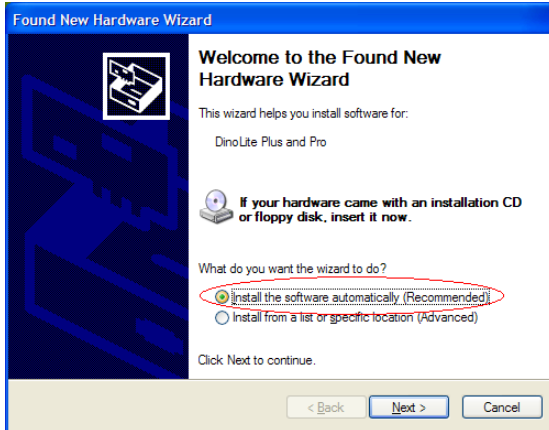 Found New Hardware Wizard
Welcome to the Found New
Hardware Wizard
This wizard helps you install software for:
DinoLite Plus and Pro
If your hardware came with an installation CD
or floppy disk, insert it now.
What do you want the wizard to do?
Install the software automatically (Recommended)
Install from a list or specific location (Advanced)
Click Next to continue.
< Back
Next >
Cancel